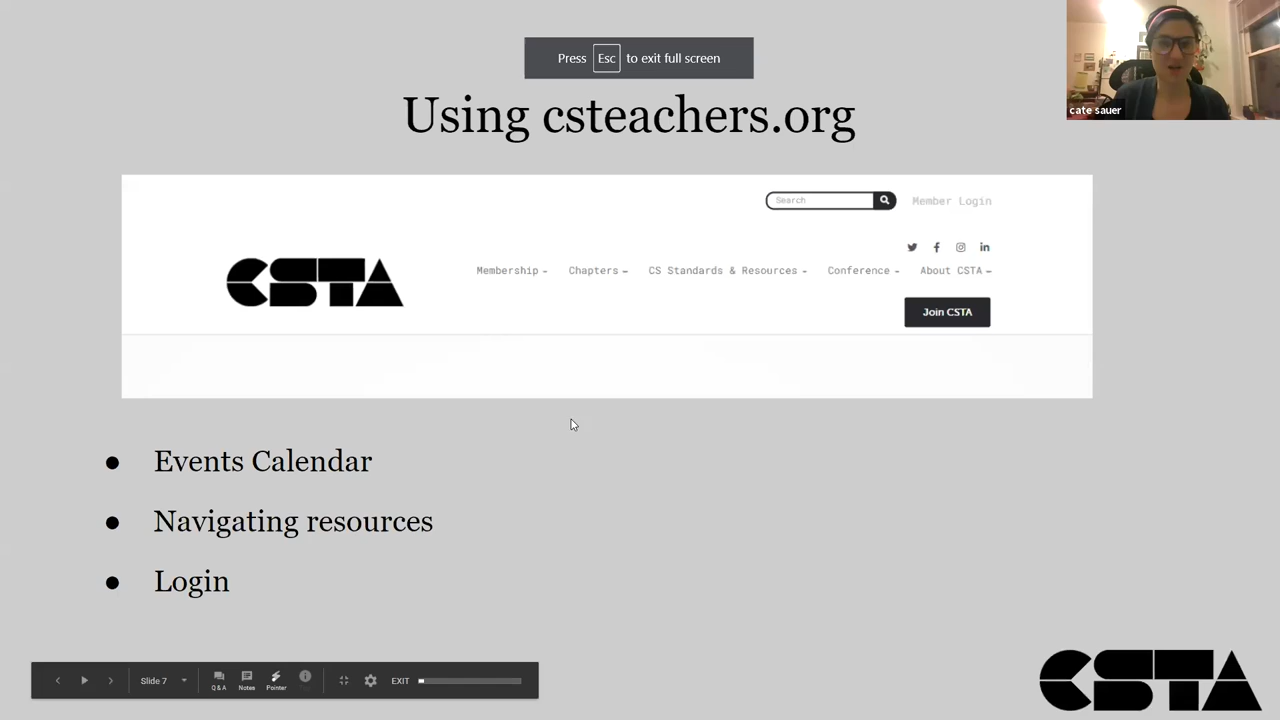 Press Esc to exit full screen
cate sauer
Using csteachers.org
Search
Member Login
CSTA
Membership
Chapters
CS Standards & Resources
Conference
About CSTA
Join CSTA
Events Calendar
Navigating resources
Login
Slide 7
Q & A
Notes
Pointer
EXIT
CSTA